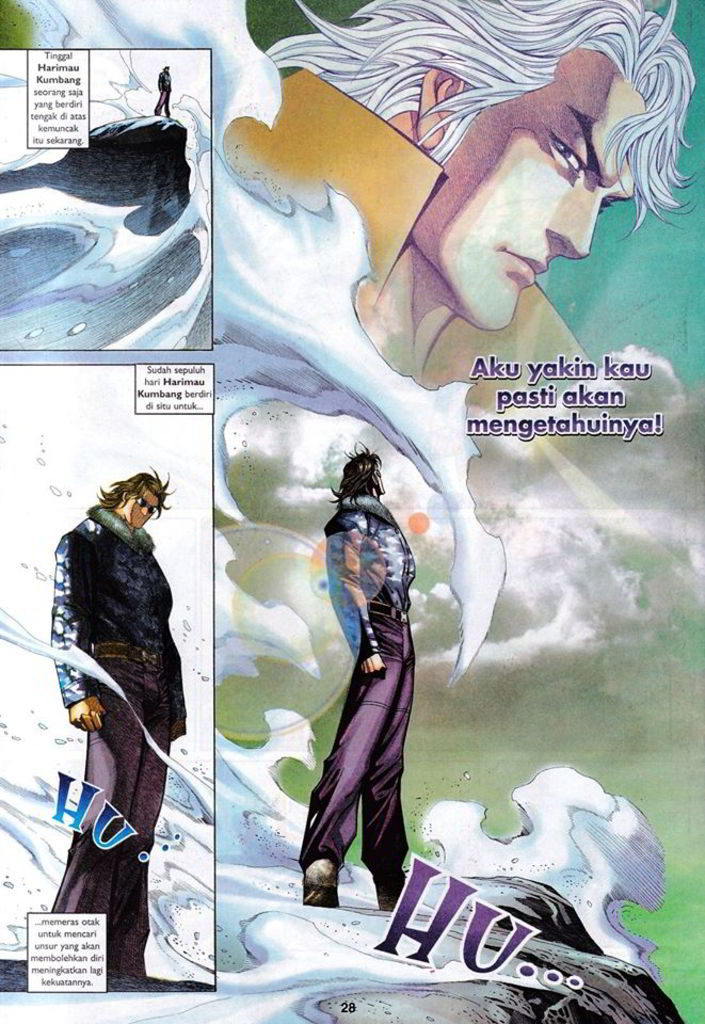 Tinggal
Harimau
Kumbang
seorang saja
yang berdiri
tengak di atas
kemuncak
itu sekarang.
Aku yakin kau
pasti akan
mengetahuinya!
Sudah sepuluh
hari Harimau
Kumbang berdiri
di situ untuk...
HU...
...memeras otak
untuk mencari
unsur yang akan
membolehkan diri
meningkatkan lagi
kekuatannya.
HU...
28